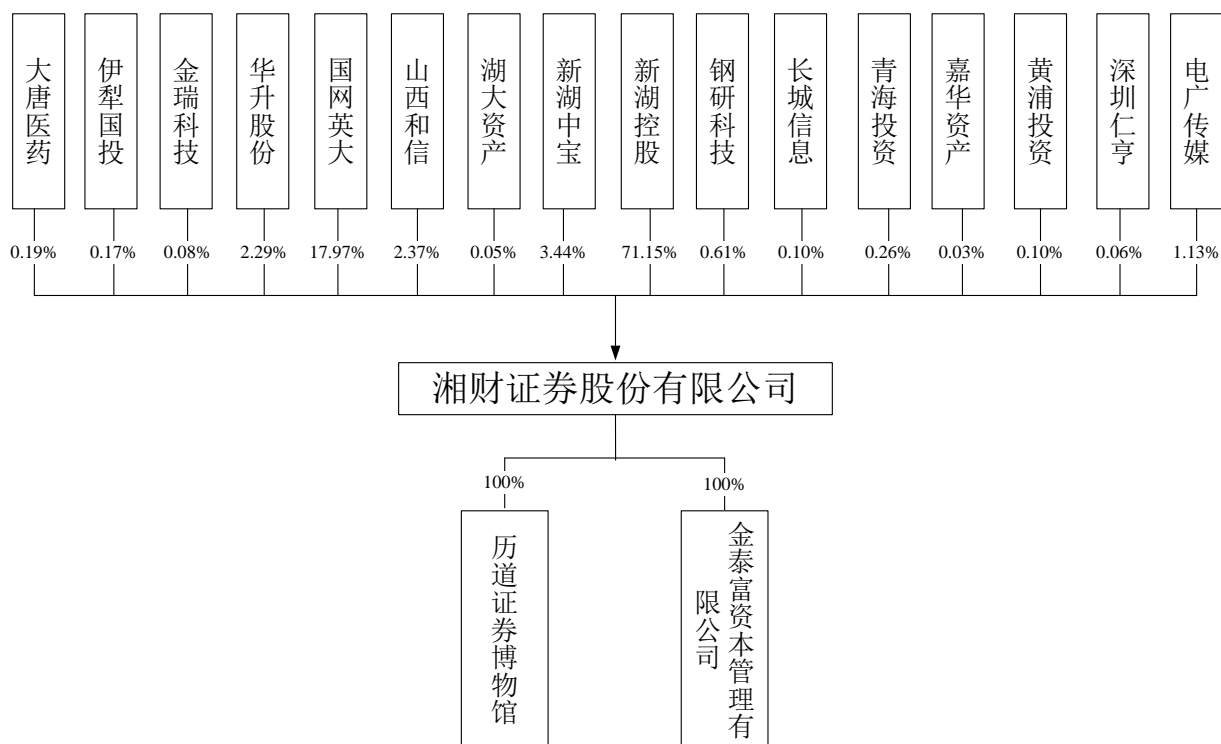 大唐医药
伊犁国投
金瑞科技
华升股份
国网英大
山西和信
湖大资产
新湖中宝
新湖控股
钢研科技
长城信息
青海投资
嘉华资产
黄浦投资
深圳仁亨
电广传媒
0.19%
0.17%
0.08%
2.29%
17.97%
2.37%
0.05%
3.44%
71.15%
0.61%
0.10%
0.26%
0.03%
0.10%
0.06%
1.13%
湘财证券股份有限公司
100%
100%
历道证券博物馆
金泰富资本管理有
限公司